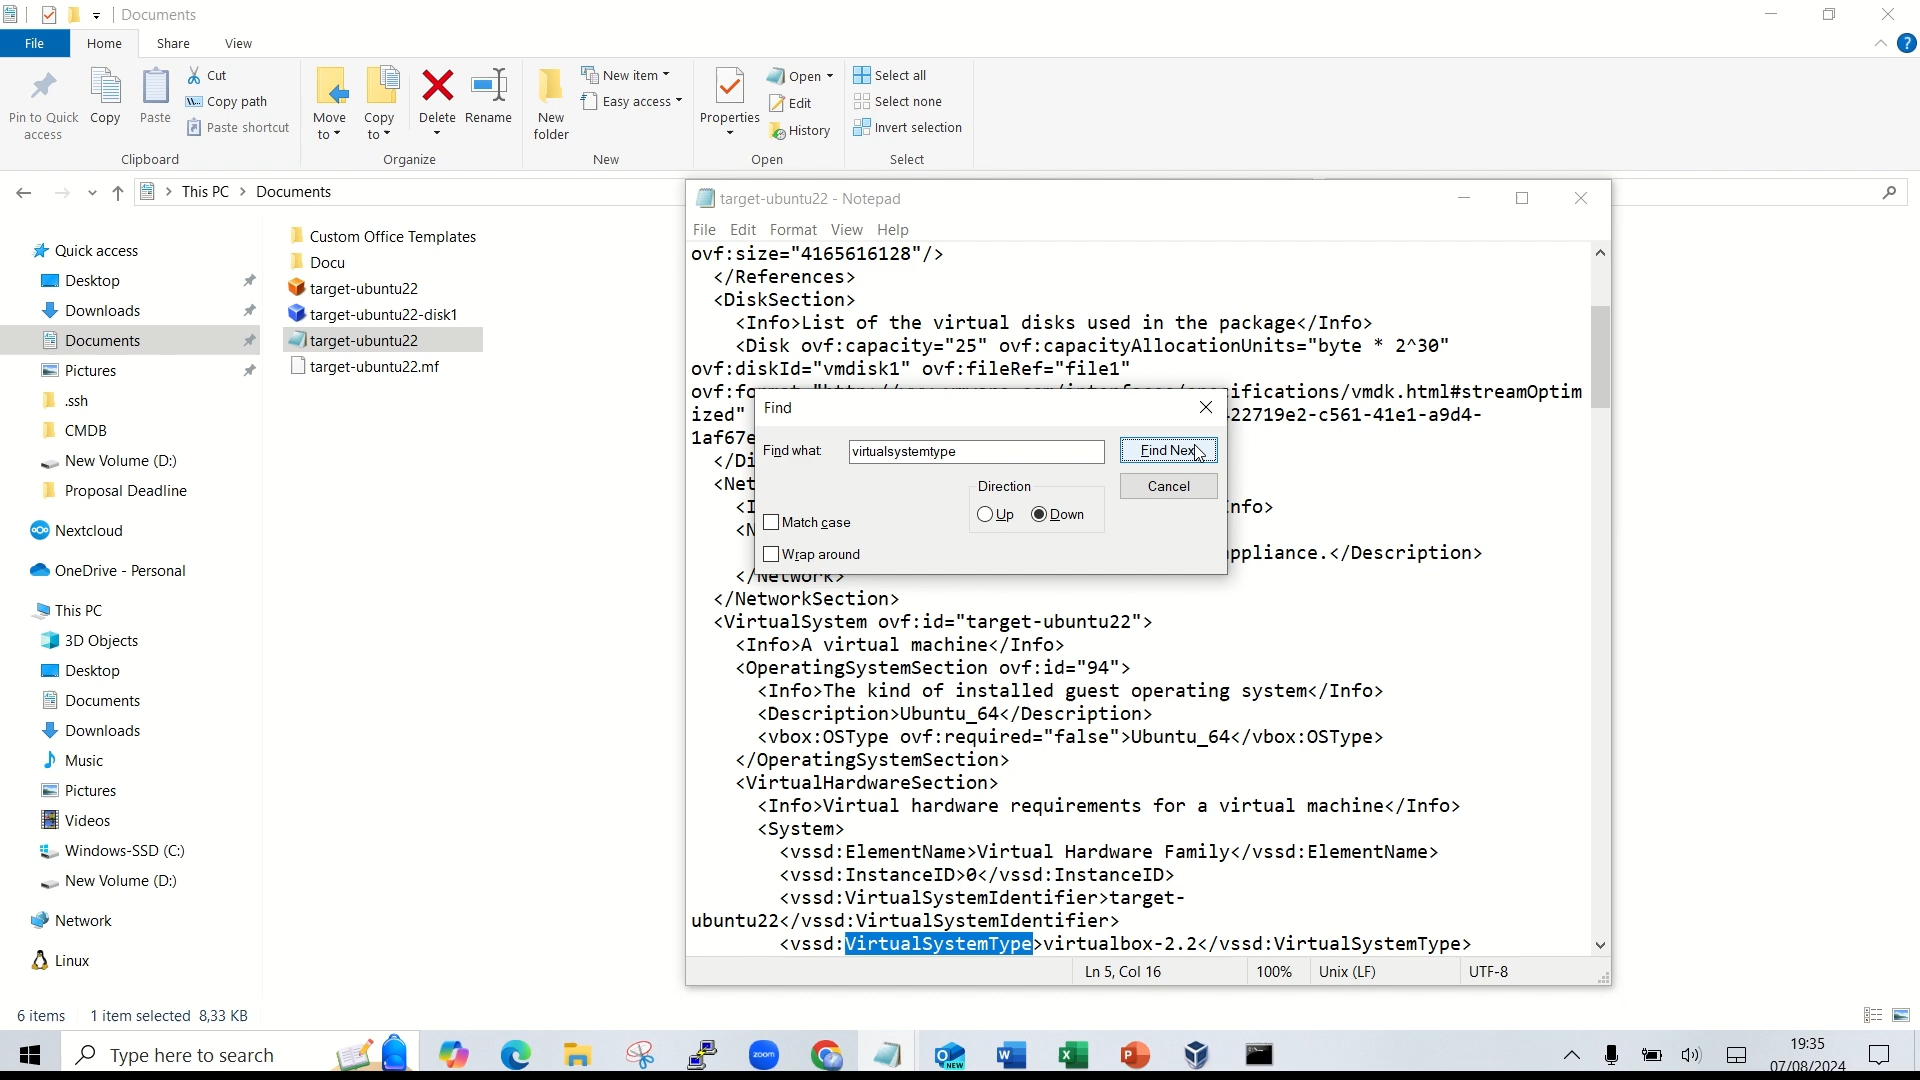 Documents
File
Home
Share
View
Pin to Quick access
Copy
Paste
Cut
Copy path
Paste shortcut
Clipboard
Move to
Copy to
Delete
Rename
Organize
New folder
New item
Easy access
New
Properties
Open
Edit
History
Open
Select all
Select none
Invert selection
Select
This PC
Documents
Quick access
Desktop
Downloads
Documents
Pictures
.ssh
CMDB
New Volume (D:)
Proposal Deadline
Nextcloud
OneDrive - Personal
This PC
3D Objects
Desktop
Documents
Downloads
Music
Pictures
Videos
Windows-SSD (C:)
New Volume (D:)
Network
Linux
Custom Office Templates
Docu
target-ubuntu22
target-ubuntu22-disk1
target-ubuntu22
target-ubuntu22.mf
target-ubuntu22 - Notepad
File Edit Format View Help
ovf:size="4165616128"/>
</References>
<DiskSection>
<Info>List of the virtual disks used in the package</Info>
<Disk ovf:capacity="25" ovf:capacityAllocationUnits="byte * 2^30"
ovf:diskId="vmdisk1" ovf:fileRef="file1"
ifications/vmdk.html#streamOptim
ized" 22719e2-c561-41e1-a9d4-
1af67e
</Di
<Net
nfo>
ppliance.</Description>
</Network>
</NetworkSection>
<VirtualSystem ovf:id="target-ubuntu22">
<Info>A virtual machine</Info>
<OperatingSystemSection ovf:id="94">
<Info>The kind of installed guest operating system</Info>
<Description>Ubuntu_64</Description>
<vbox:OSType ovf:required="false">Ubuntu_64</vbox:OSType>
</OperatingSystemSection>
<VirtualHardwareSection>
<Info>Virtual hardware requirements for a virtual machine</Info>
<System>
<vssd:ElementName>Virtual Hardware Family</vssd:ElementName>
<vssd:InstanceID>0</vssd:InstanceID>
<vssd:VirtualSystemIdentifier>target-
ubuntu22</vssd:VirtualSystemIdentifier>
<vssd:VirtualSystemType>virtualbox-2.2</vssd:VirtualSystemType>
Ln 5, Col 16
100%
Unix (LF)
UTF-8
Find
Find what:
virtualsystemtype
Find Nex
Cancel
Direction
Up
Down
Match case
Wrap around
6 items
1 item selected 8,33 KB
Type here to search
zoom
NEW
19:35
07/08/2024